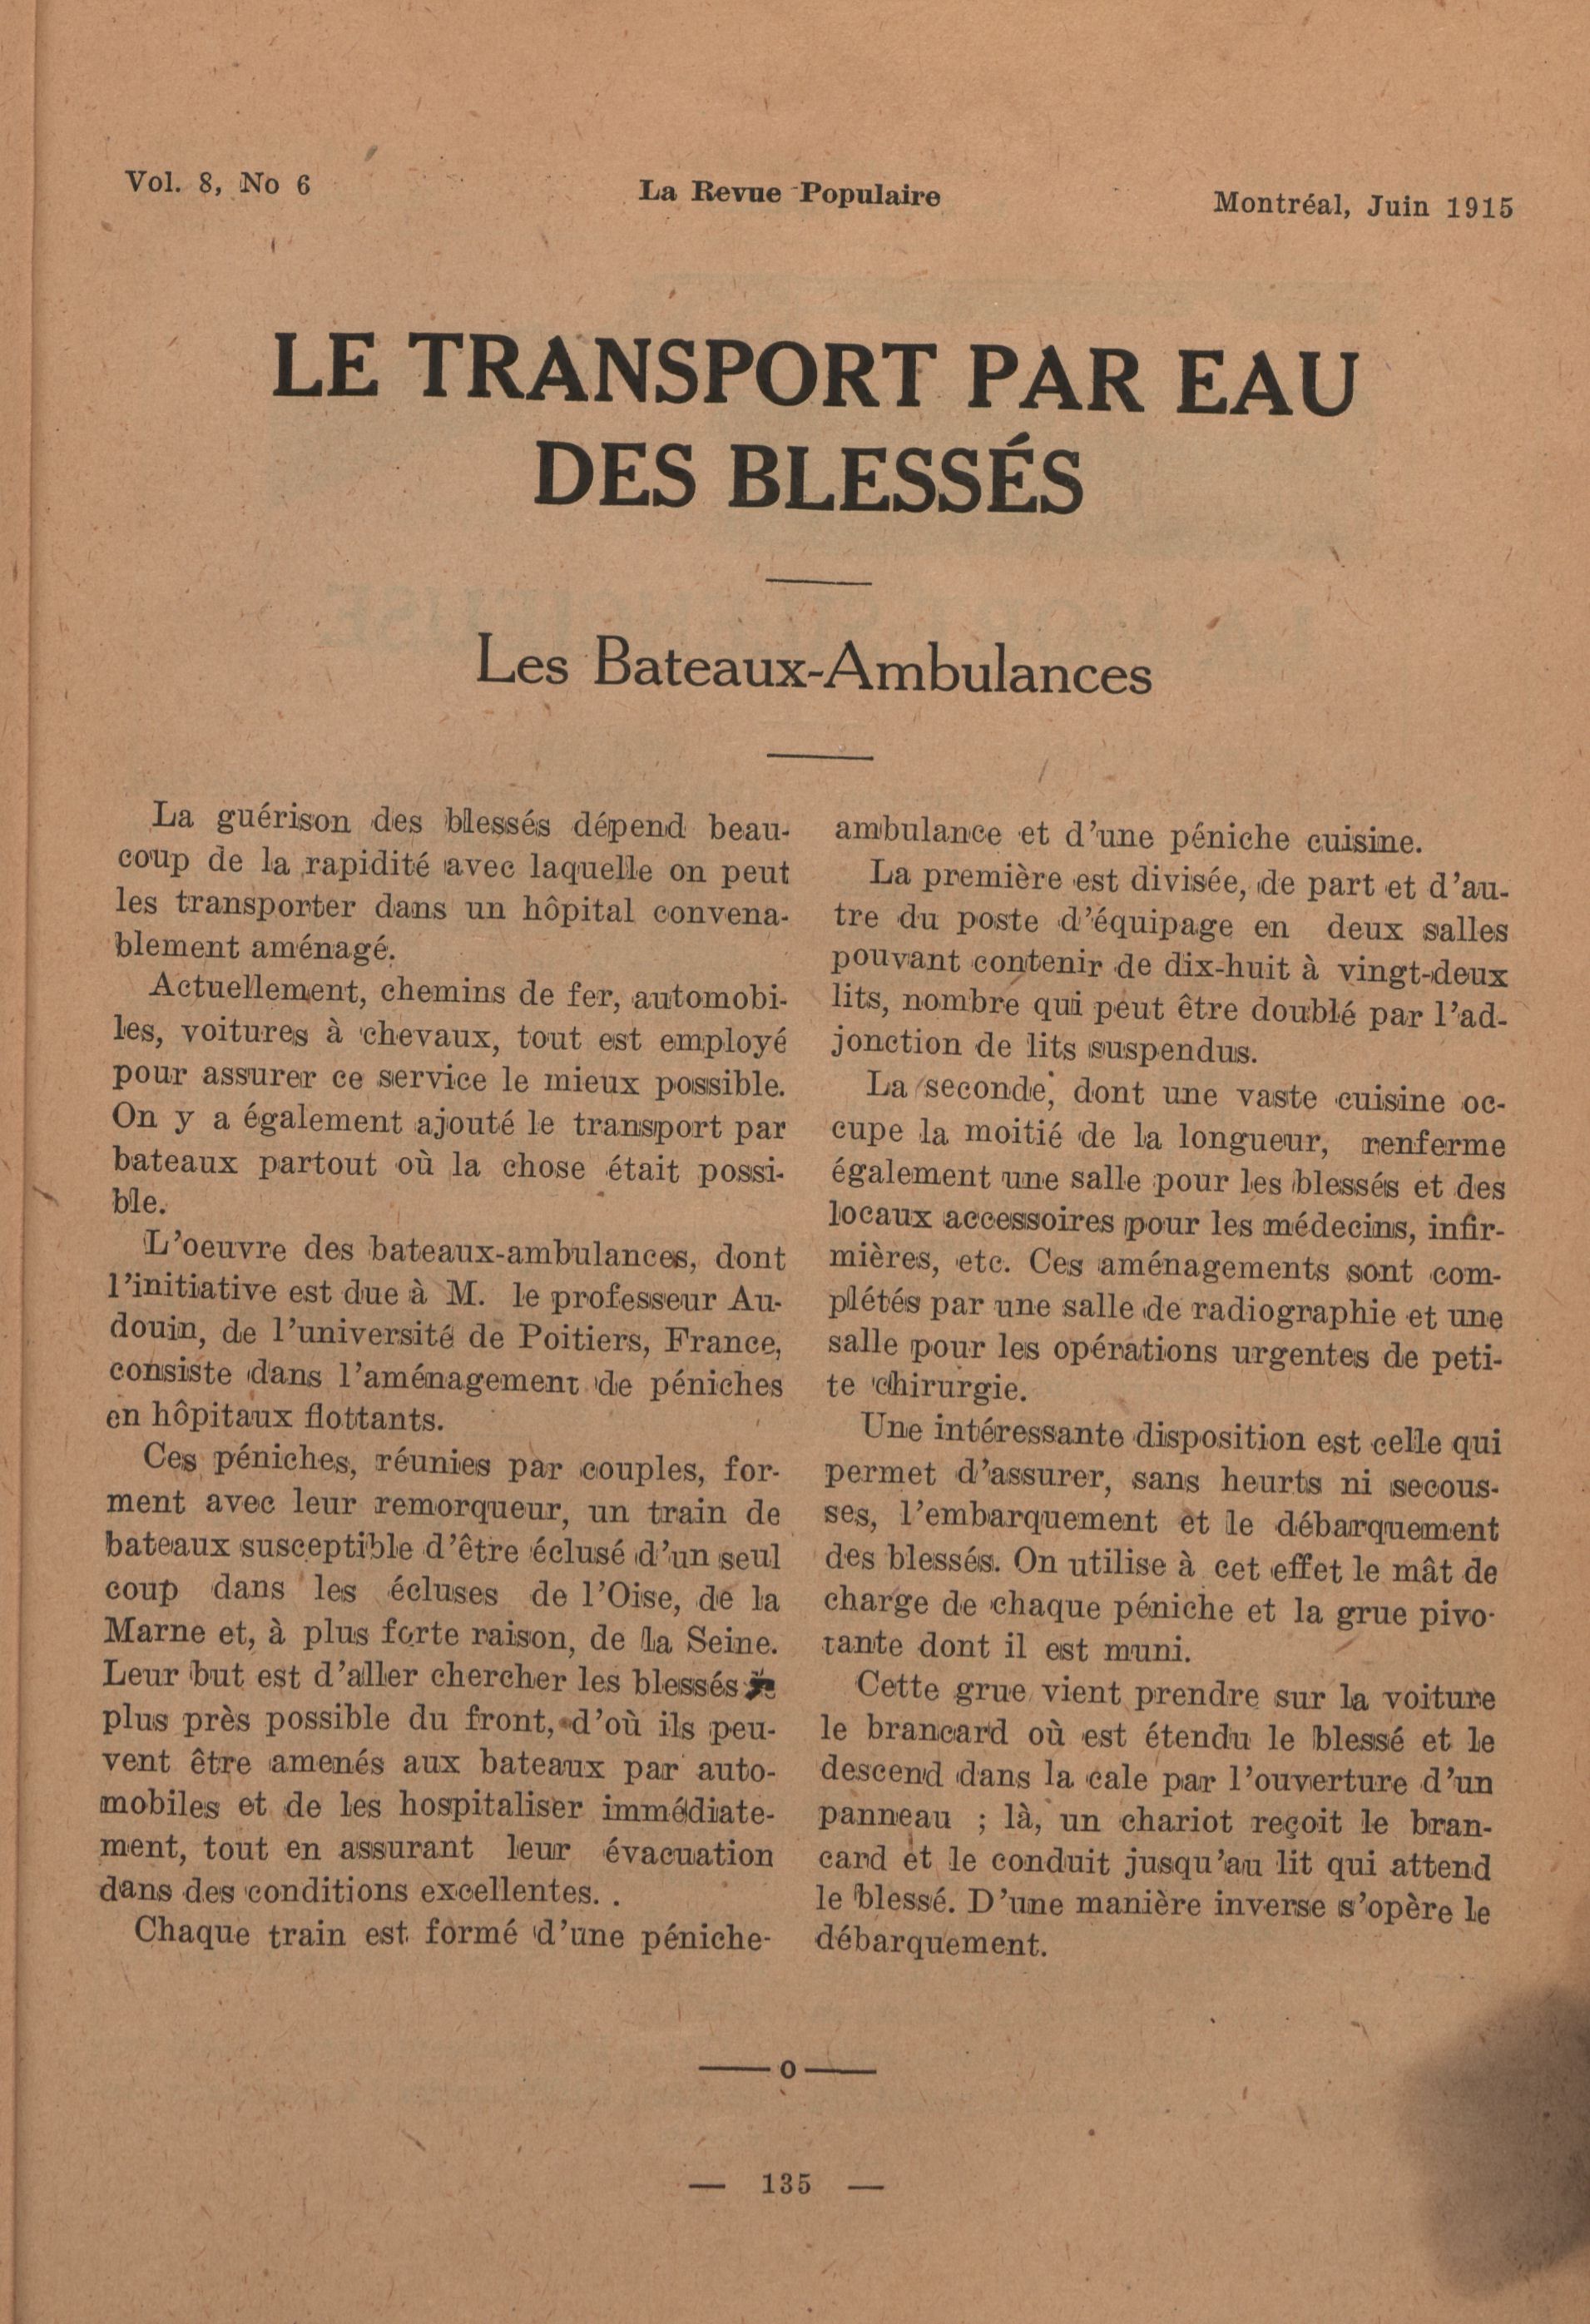 Vol. 8, No 6
La Revue Populaire
Montréal, Juin 1915
LE TRANSPORT PAR EAU
DES BLESSÉS
Les Bateaux-Ambulances
La guérison des blessés dépend beau-
coup de la rapidité avec laquelle on peut
les transporter dans un hôpital convena-
blement aménagé.
Actuellement, chemins de fer, automobi-
les, voitures à chevaux, tout est employé
pour assurer ce service le mieux possible.
On y a également ajouté le transport par
bateaux partout où la chose était possi-
ble.
L'oeuvre des bateaux-ambulances, dont
l'initiative est due à M. le professeur Au-
douin, de l'université de Poitiers, France,
consiste dans l'aménagement de péniches
en hôpitaux flottants.
Ces péniches, réunies par couples, for-
ment avec leur remorqueur, un train de
bateaux susceptible d'être éclusé d'un seul
coup dans les écluses de l'Oise, de la
Marne et, à plus forte raison, de la Seine.
Leur but est d'aller chercher les blessés
plus près possible du front, d'où ils peu-
vent être amenés aux bateaux par auto-
mobiles et de les hospitaliser immédiate-
ment, tout en assurant leur évacuation
dans des conditions excellentes. .
Chaque train est formé d'une péniche-
ambulance et d'une péniche cuisine.
La première est divisée, de part et d'au-
tre du poste d'équipage en deux salles
pouvant contenir de dix-huit à vingt-deux
lits, nombre qui peut être doublé par l'ad-
jonction de lits suspendus.
La seconde, dont une vaste cuisine oc-
cupe la moitié de la longueur, renferme
également une salle pour les blessés et des
locaux accessoires pour les médecins, infir-
mières, etc. Ces aménagements sont com-
plétés par une salle de radiographie et une
salle pour les opérations urgentes de peti-
te chirurgie.
Une intéressante disposition est celle qui
permet d'assurer, sans heurts ni secous-
ses, l'embarquement et le débarquement
des blessés. On utilise à cet effet le mât de
charge de chaque péniche et la grue pivo-
tante dont il est muni.
Cette grue vient prendre sur la voiture
le brancard où est étendu le blessé et le
descend dans la cale par l'ouverture d'un
panneau ; là, un chariot reçoit le bran-
card et le conduit jusqu'au lit qui attend
le blessé. D'une manière inverse s'opère le
débarquement.
— o —
— 135 —